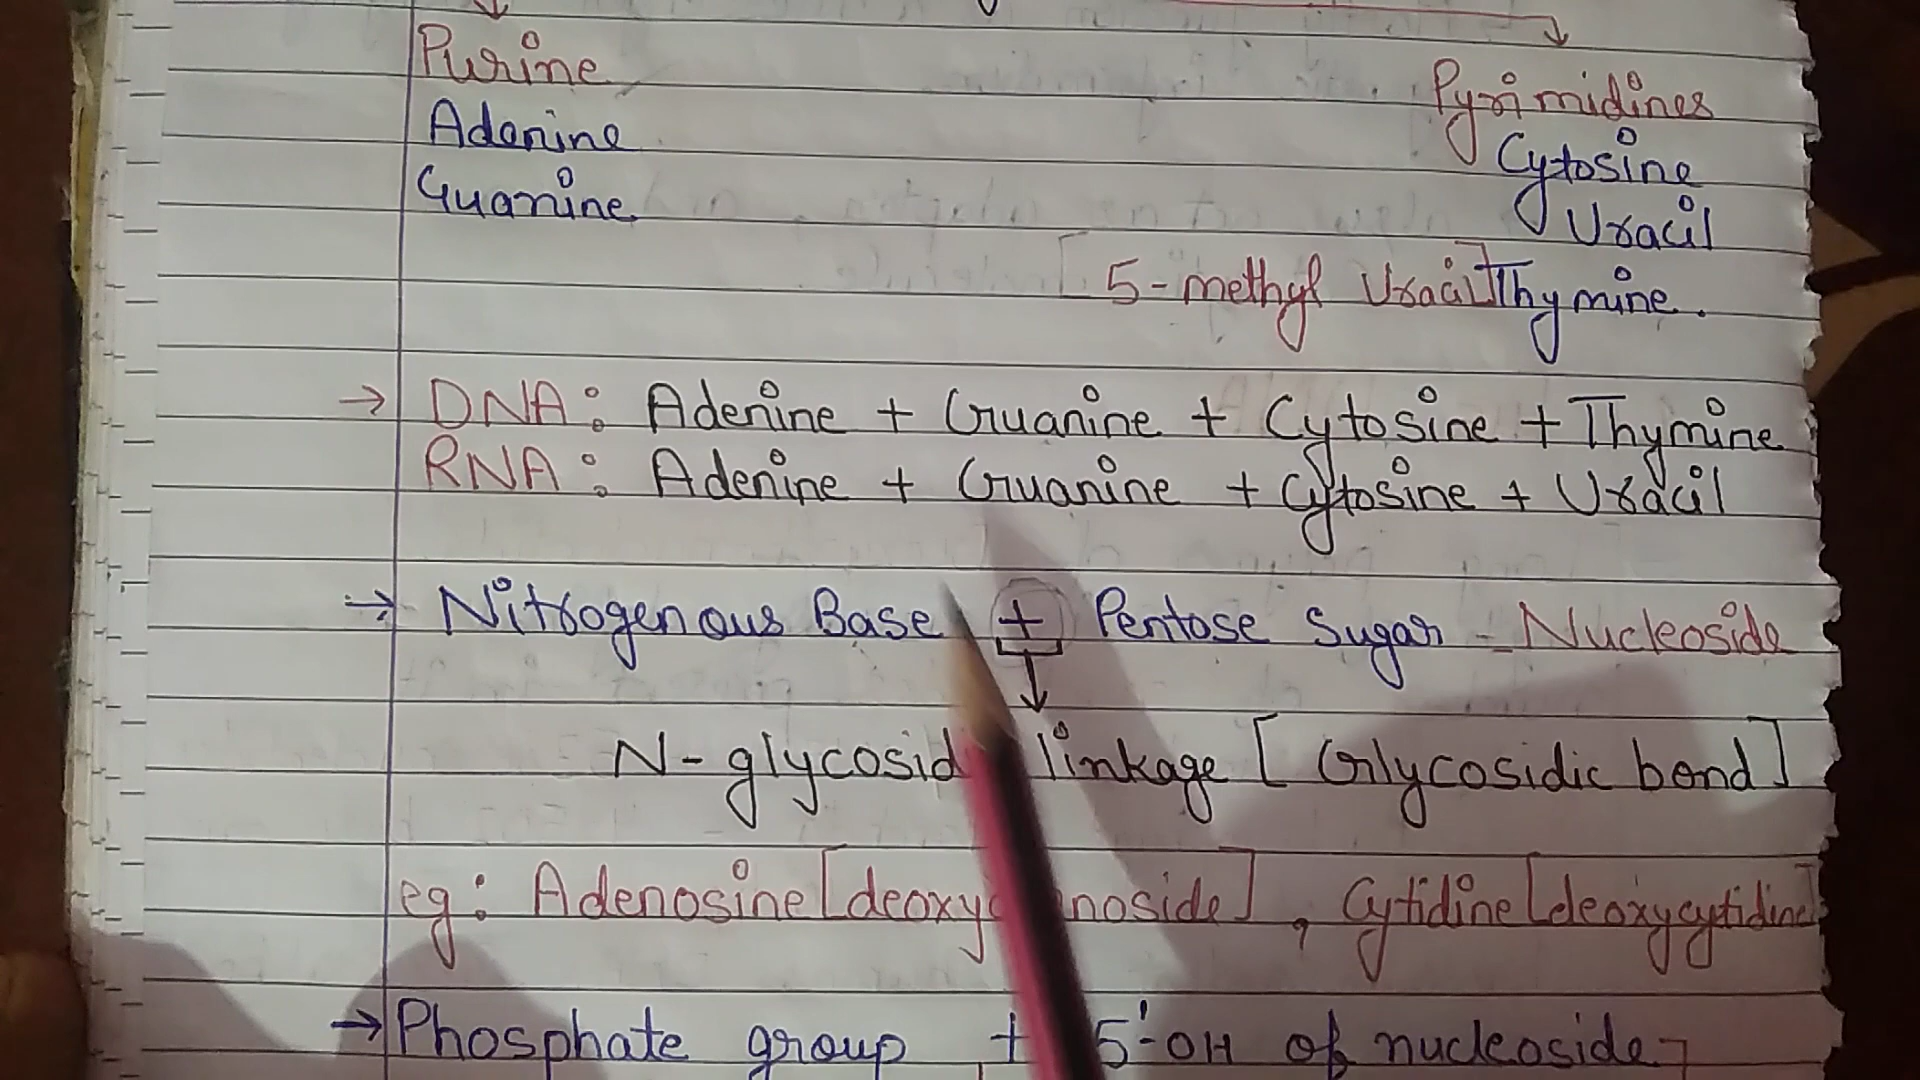 Purine
Pyrimidines
Adenine
Cytosine
Guanine
Uracil
[5-methyl Uracil] Thymine.
→ DNA: Adenine + Guanine + Cytosine + Thymine
RNA: Adenine + Guanine + Cytosine + Uracil
→ Nitrogenous Base + Pentose Sugar - Nucleoside
N-glycosid linkage [Glycosidic bond]
eg: Adenosine [deoxy noside], Cytidine [deoxycytidine]
→ Phosphate group + 5'-OH of nucleoside